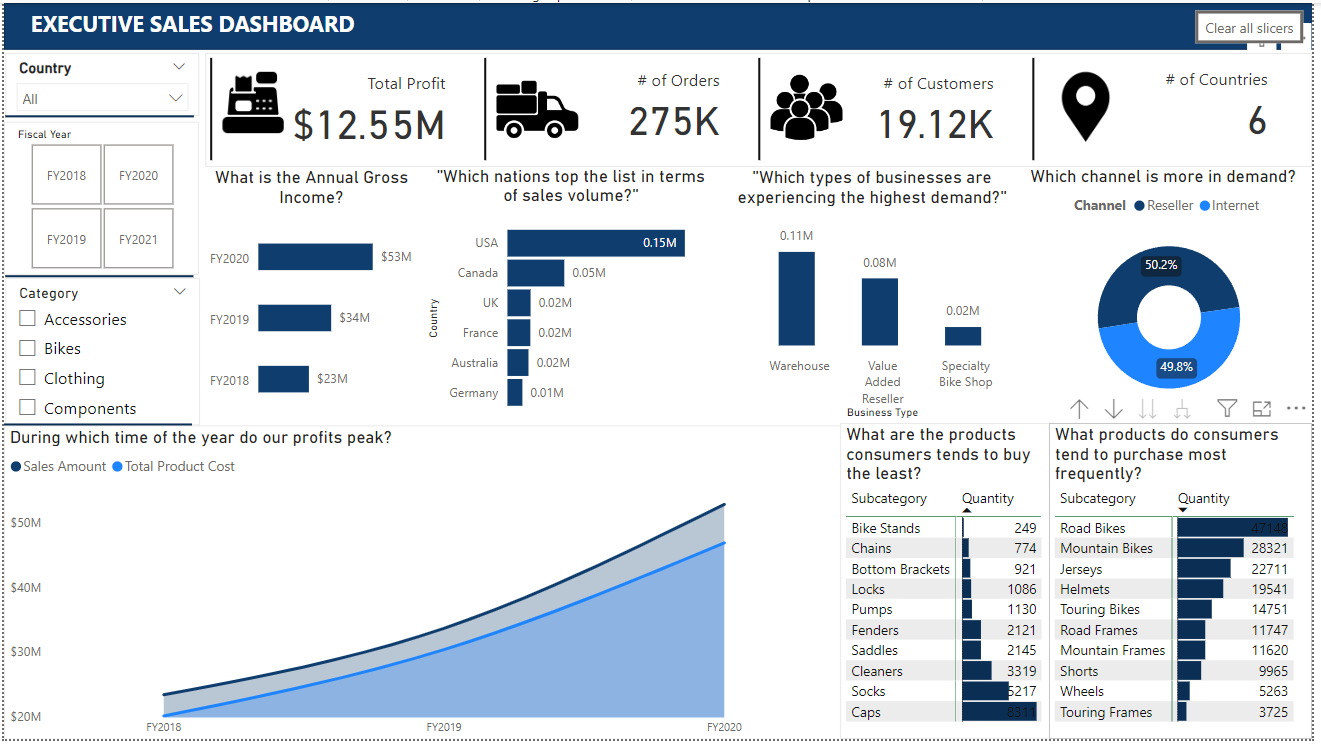 EXECUTIVE SALES DASHBOARD
Clear all slicers
Country
All
Fiscal Year
FY2018
FY2020
FY2019
FY2021
Category
Accessories
Bikes
Clothing
Components
Total Profit
$12.55M
# of Orders
275K
# of Customers
19.12K
# of Countries
6
What is the Annual Gross
Income?
FY2020
$53M
FY2019
$34M
FY2018
$23M
"Which nations top the list in terms
of sales volume?"
Country
USA
0.15M
Canada
0.05M
UK
0.02M
France
0.02M
Australia
0.02M
Germany
0.01M
"Which types of businesses are
experiencing the highest demand?"
0.11M
0.08M
0.02M
Warehouse
Value
Added
Reseller
Specialty
Bike Shop
Business Type
Which channel is more in demand?
Channel Reseller Internet
50.2%
49.8%
During which time of the year do our profits peak?
Sales Amount Total Product Cost
$50M
$40M
$30M
$20M
FY2018
FY2019
FY2020
What are the products
consumers tends to buy
the least?
Subcategory Quantity
Bike Stands 249
Chains 774
Bottom Brackets 921
Locks 1086
Pumps 1130
Fenders 2121
Saddles 2145
Cleaners 3319
Socks 5217
Caps 8311
What products do consumers
tend to purchase most
frequently?
Subcategory Quantity
Road Bikes 47148
Mountain Bikes 28321
Jerseys 22711
Helmets 19541
Touring Bikes 14751
Road Frames 11747
Mountain Frames 11620
Shorts 9965
Wheels 5263
Touring Frames 3725